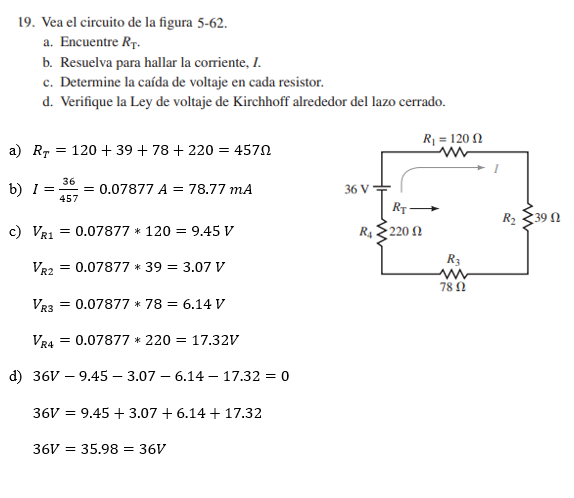 19. Vea el circuito de la figura 5-62.
a. Encuentre R_T.
b. Resuelva para hallar la corriente, I.
c. Determine la caída de voltaje en cada resistor.
d. Verifique la Ley de voltaje de Kirchhoff alrededor del lazo cerrado.
a) R_T = 120 + 39 + 78 + 220 = 457Ω
b) I = 36/457 = 0.07877 A = 78.77 mA
c) V_R1 = 0.07877 * 120 = 9.45 V
V_R2 = 0.07877 * 39 = 3.07 V
V_R3 = 0.07877 * 78 = 6.14 V
V_R4 = 0.07877 * 220 = 17.32V
d) 36V – 9.45 – 3.07 – 6.14 – 17.32 = 0
36V = 9.45 + 3.07 + 6.14 + 17.32
36V = 35.98 = 36V
R₁ = 120 Ω
I
36 V
R_T
R₂ 39 Ω
R₄ 220 Ω
R₃
78 Ω